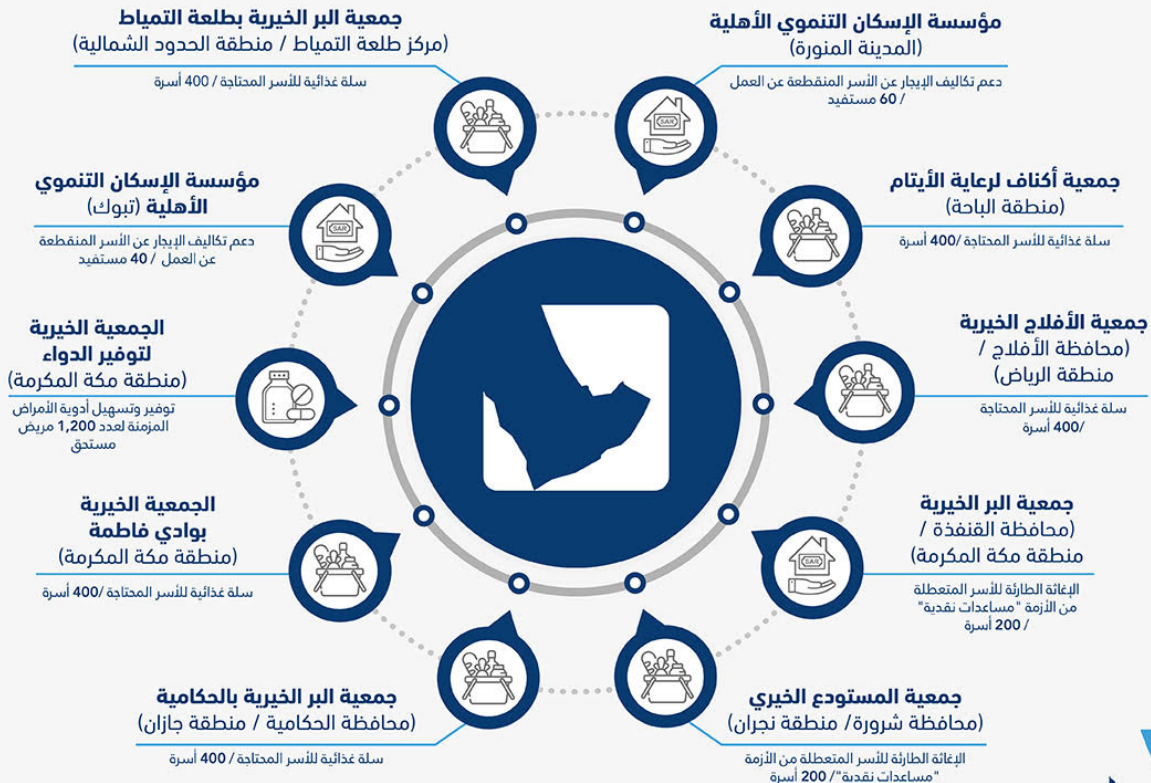 مؤسسة الإسكان التنموي الأهلية
(المدينة المنورة)
دعم تكاليف الإيجار عن الأسر المنقطعة عن العمل
/ 60 مستفيد
جمعية أكناف لرعاية الأيتام
(منطقة الباحة)
سلة غذائية للأسر المحتاجة /400 أسرة
جمعية الأفلاج الخيرية
(محافظة الأفلاج /
منطقة الرياض)
سلة غذائية للأسر المحتاجة
/400 أسرة
جمعية البر الخيرية
(محافظة القنفذة /
منطقة مكة المكرمة)
الإغاثة الطارئة للأسر المتعطلة
من الأزمة "مساعدات نقدية"
/ 200 أسرة
جمعية المستودع الخيري
(محافظة شرورة/ منطقة نجران)
الإغاثة الطارئة للأسر المتعطلة من الأزمة
"مساعدات نقدية"/ 200 أسرة
جمعية البر الخيرية بطلعة التمياط
(مركز طلعة التمياط / منطقة الحدود الشمالية)
سلة غذائية للأسر المحتاجة / 400 أسرة
مؤسسة الإسكان التنموي
الأهلية (تبوك)
دعم تكاليف الإيجار عن الأسر المنقطعة
عن العمل / 40 مستفيد
الجمعية الخيرية
لتوفير الدواء
(منطقة مكة المكرمة)
توفير وتسهيل أدوية الأمراض
المزمنة لعدد 1,200 مريض
مستحق
الجمعية الخيرية
بوادي فاطمة
(منطقة مكة المكرمة)
سلة غذائية للأسر المحتاجة /400 أسرة
جمعية البر الخيرية بالحكامية
(محافظة الحكامية / منطقة جازان)
سلة غذائية للأسر المحتاجة / 400 أسرة
SAR
SAR
SAR